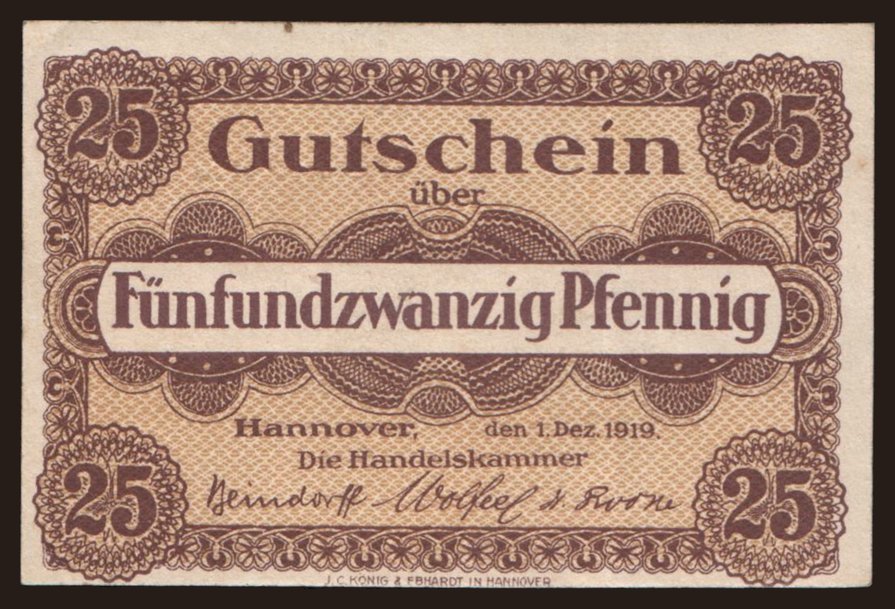 25 25
Gutschein
über
Fünfundzwanzig Pfennig
Hannover, den 1. Dez. 1919.
Die Handelskammer
Beindorff
25 25
J. C. KÖNIG & EBHARDT IN HANNOVER